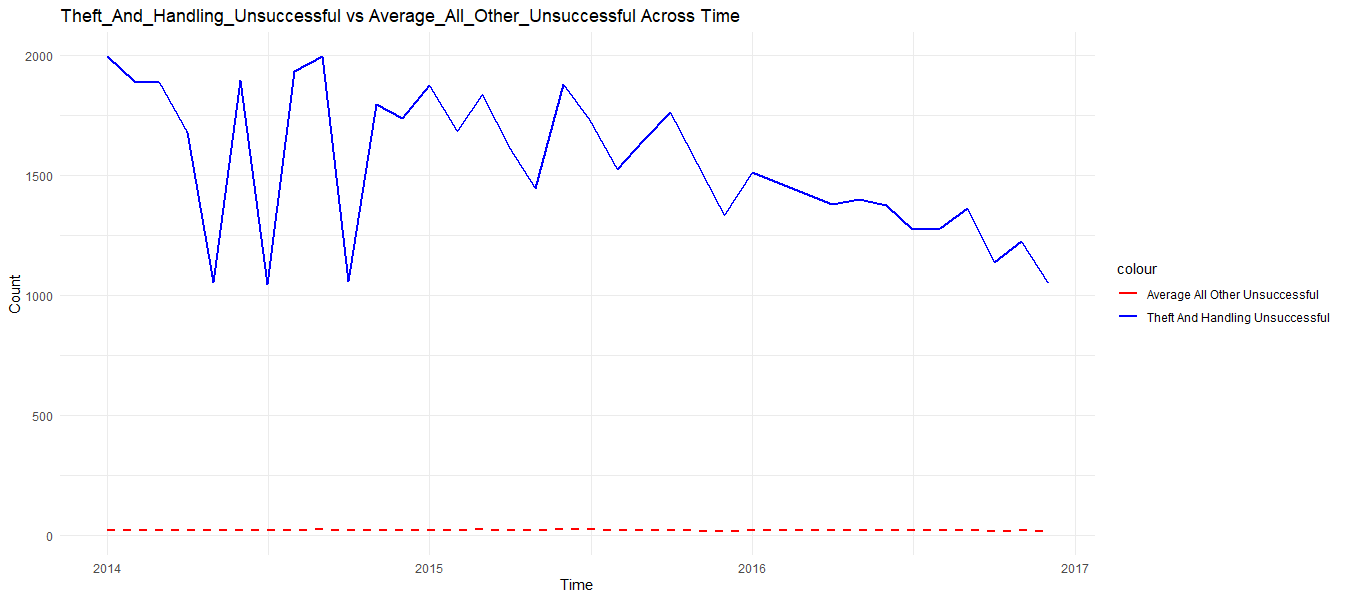 Theft_And_Handling_Unsuccessful vs Average_All_Other_Unsuccessful Across Time
2000
1500
1000
500
0
Count
2014
2015
2016
2017
Time
colour
Average All Other Unsuccessful
Theft And Handling Unsuccessful